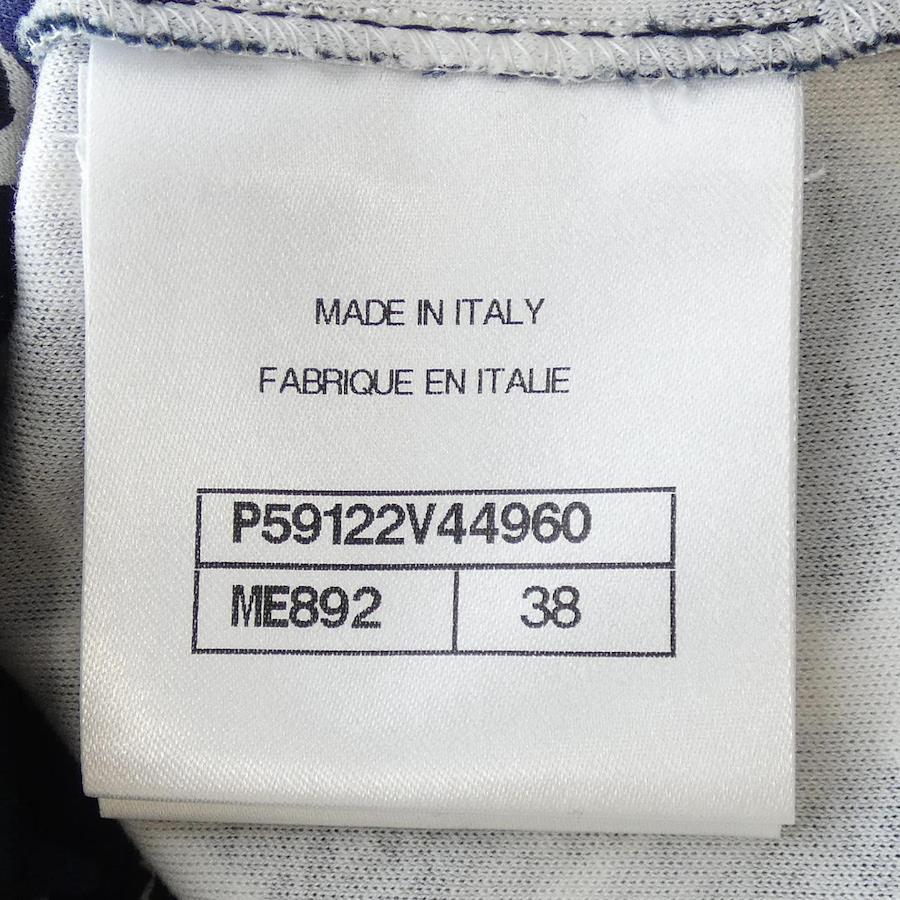 MADE IN ITALY
FABRIQUE EN ITALIE
P59122V44960
ME892 38